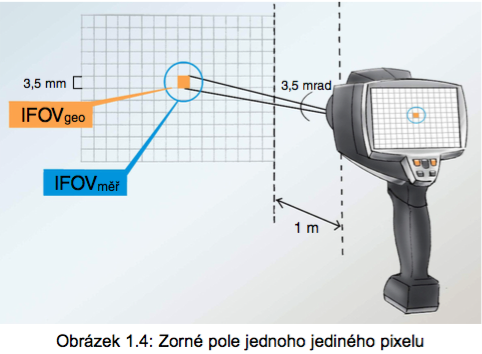 3,5 mm
3,5 mrad
IFOVgeo
IFOVměř
1 m
Obrázek 1.4: Zorné pole jednoho jediného pixelu